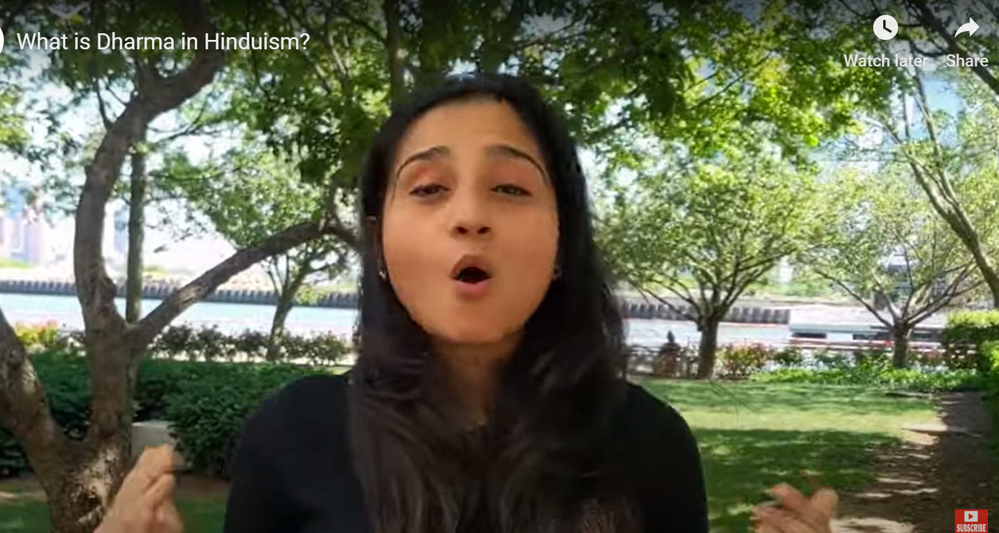 What is Dharma in Hinduism?
Watch later
Share
SUBSCRIBE